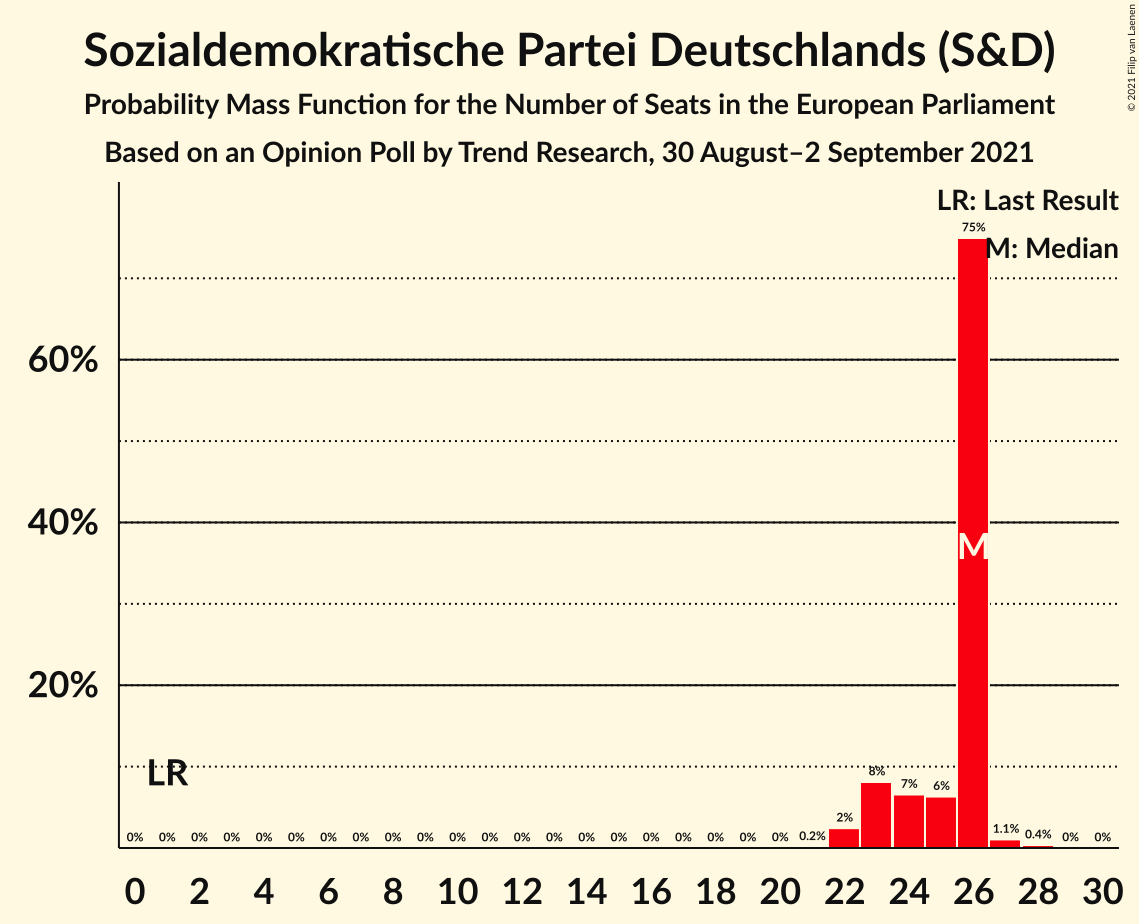 Sozialdemokratische Partei Deutschlands (S&D)
Probability Mass Function for the Number of Seats in the European Parliament
Based on an Opinion Poll by Trend Research, 30 August–2 September 2021
© 2021 Filip van Laenen
LR: Last Result
M: Median
75%
60%
40%
M
20%
LR
0% 0% 0% 0% 0% 0% 0% 0% 0% 0% 0% 0% 0% 0% 0% 0% 0% 0% 0% 0% 0% 0.2% 2% 8% 7% 6% 1.1% 0.4% 0% 0%
0 2 4 6 8 10 12 14 16 18 20 22 24 26 28 30